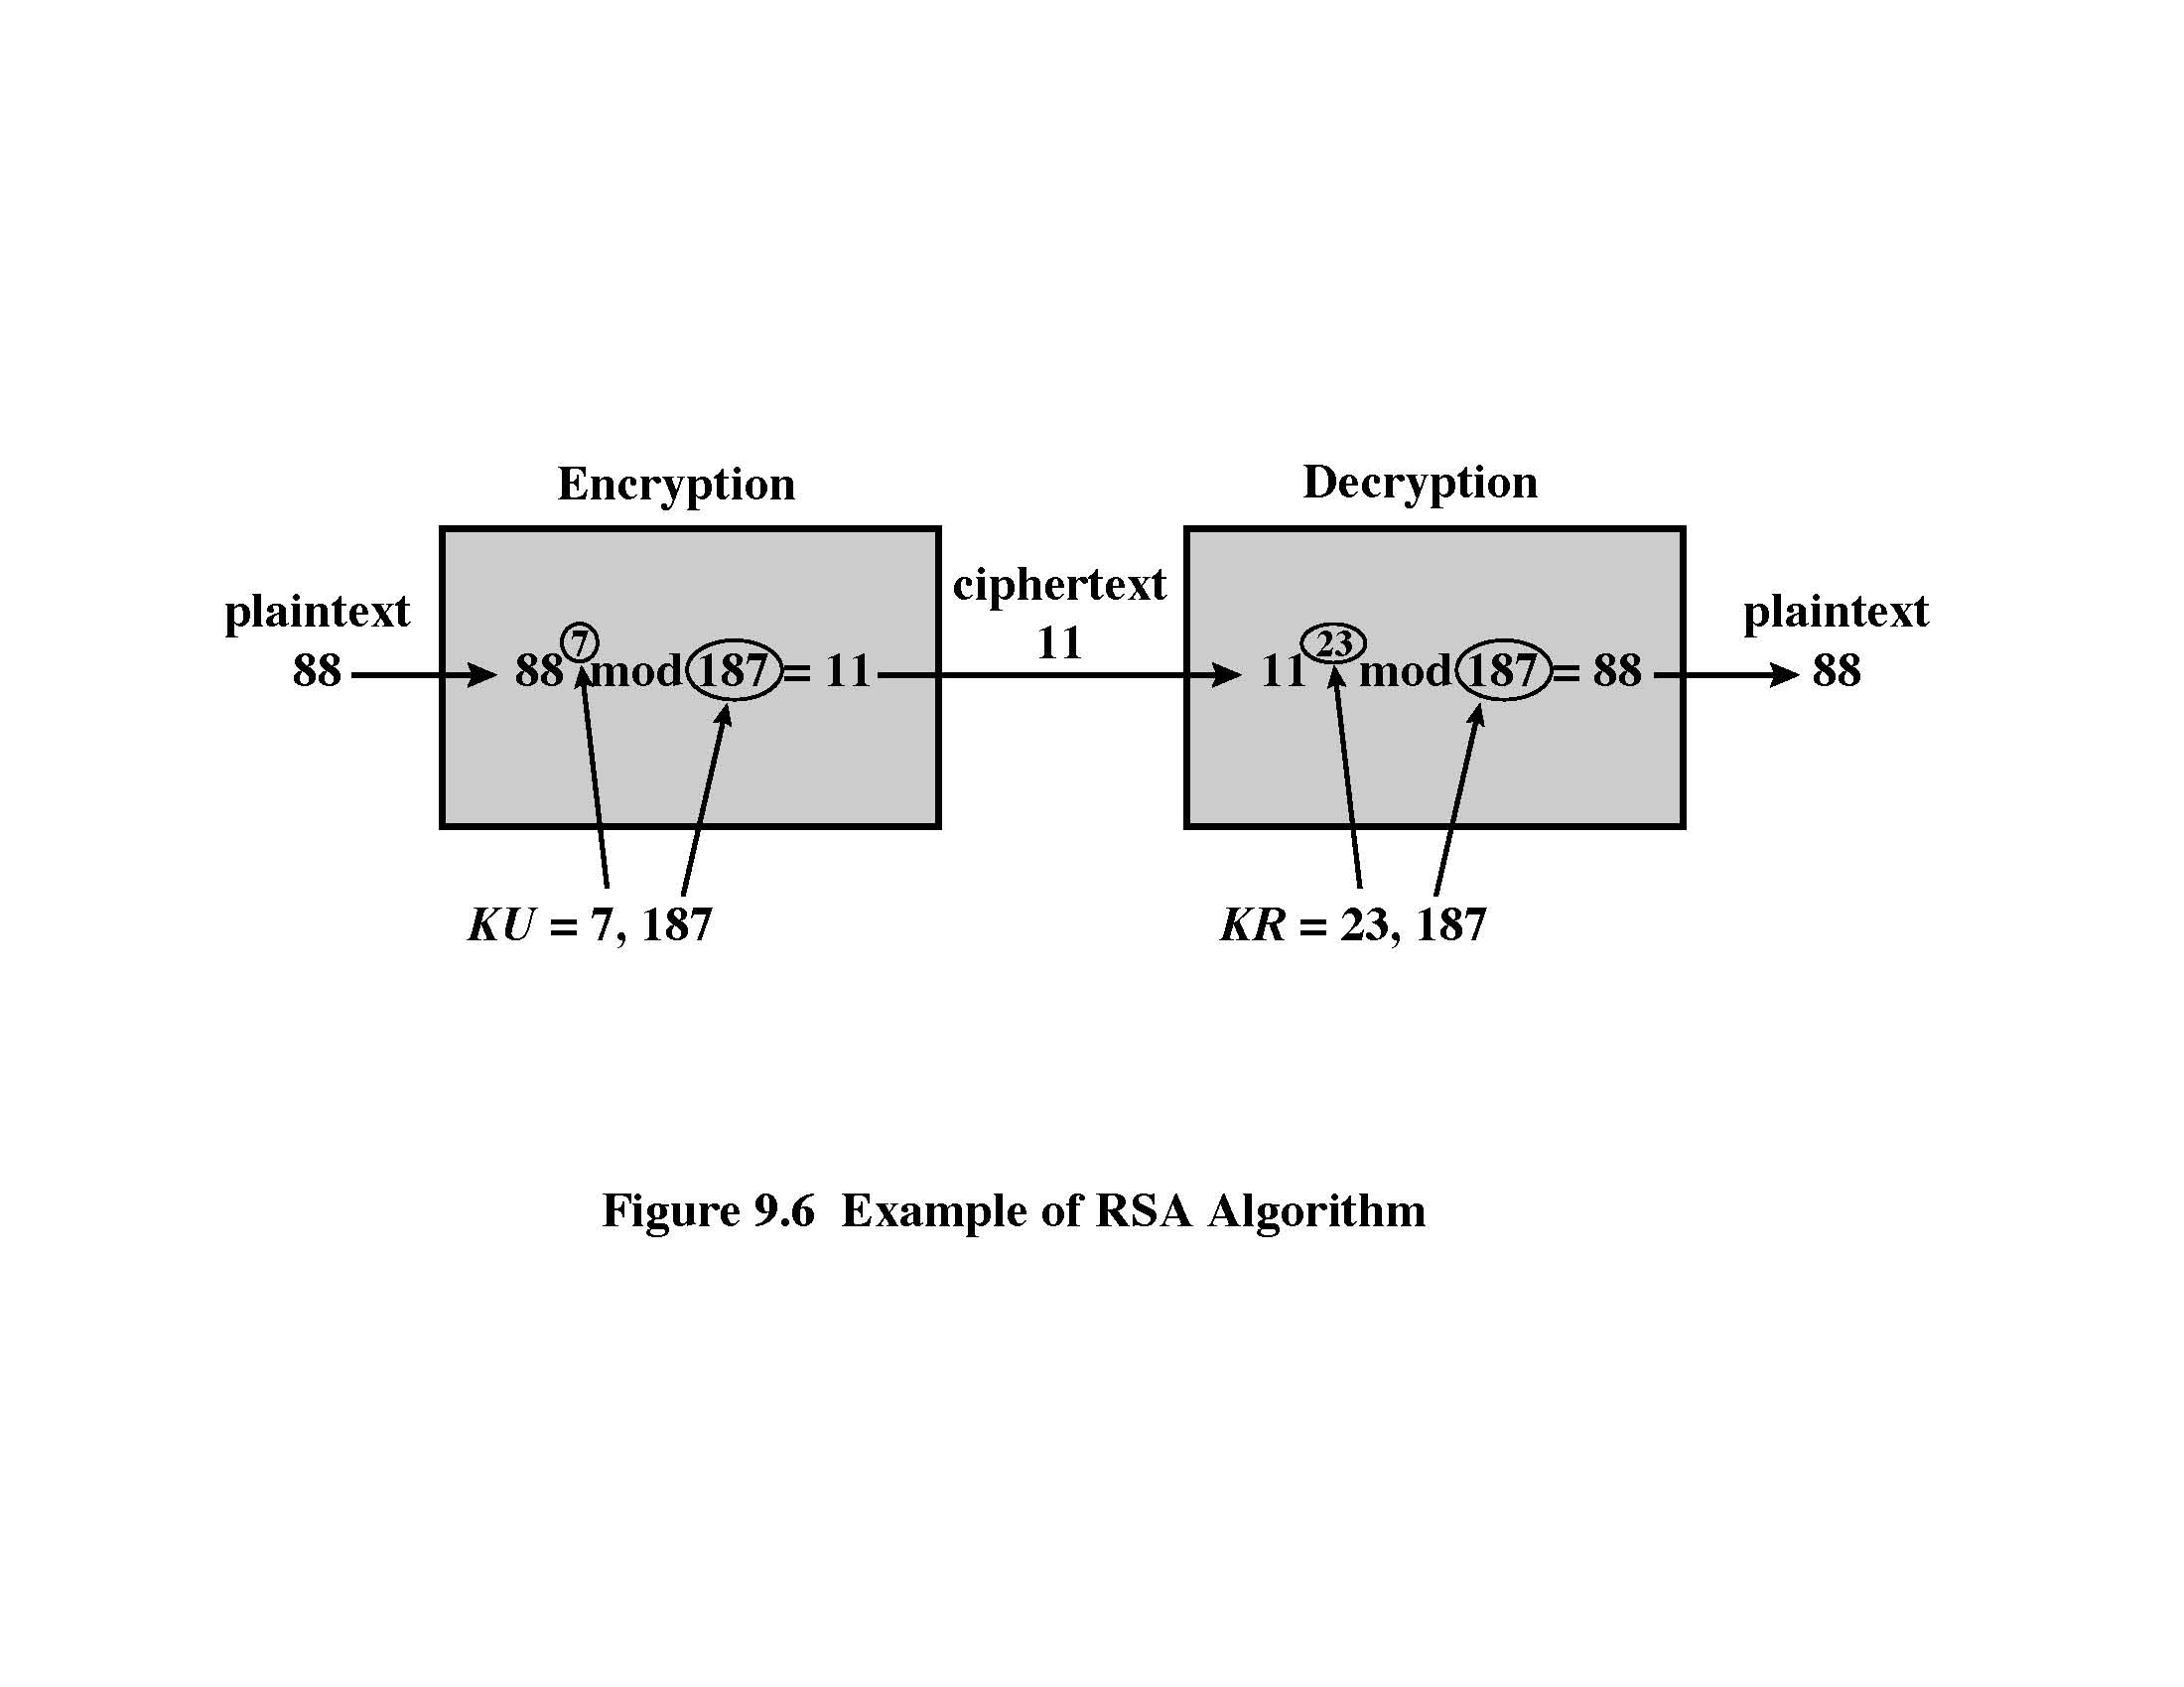 Encryption
Decryption
plaintext
88
88^7 mod 187 = 11
ciphertext
11
11^23 mod 187 = 88
plaintext
88
KU = 7, 187
KR = 23, 187
Figure 9.6 Example of RSA Algorithm